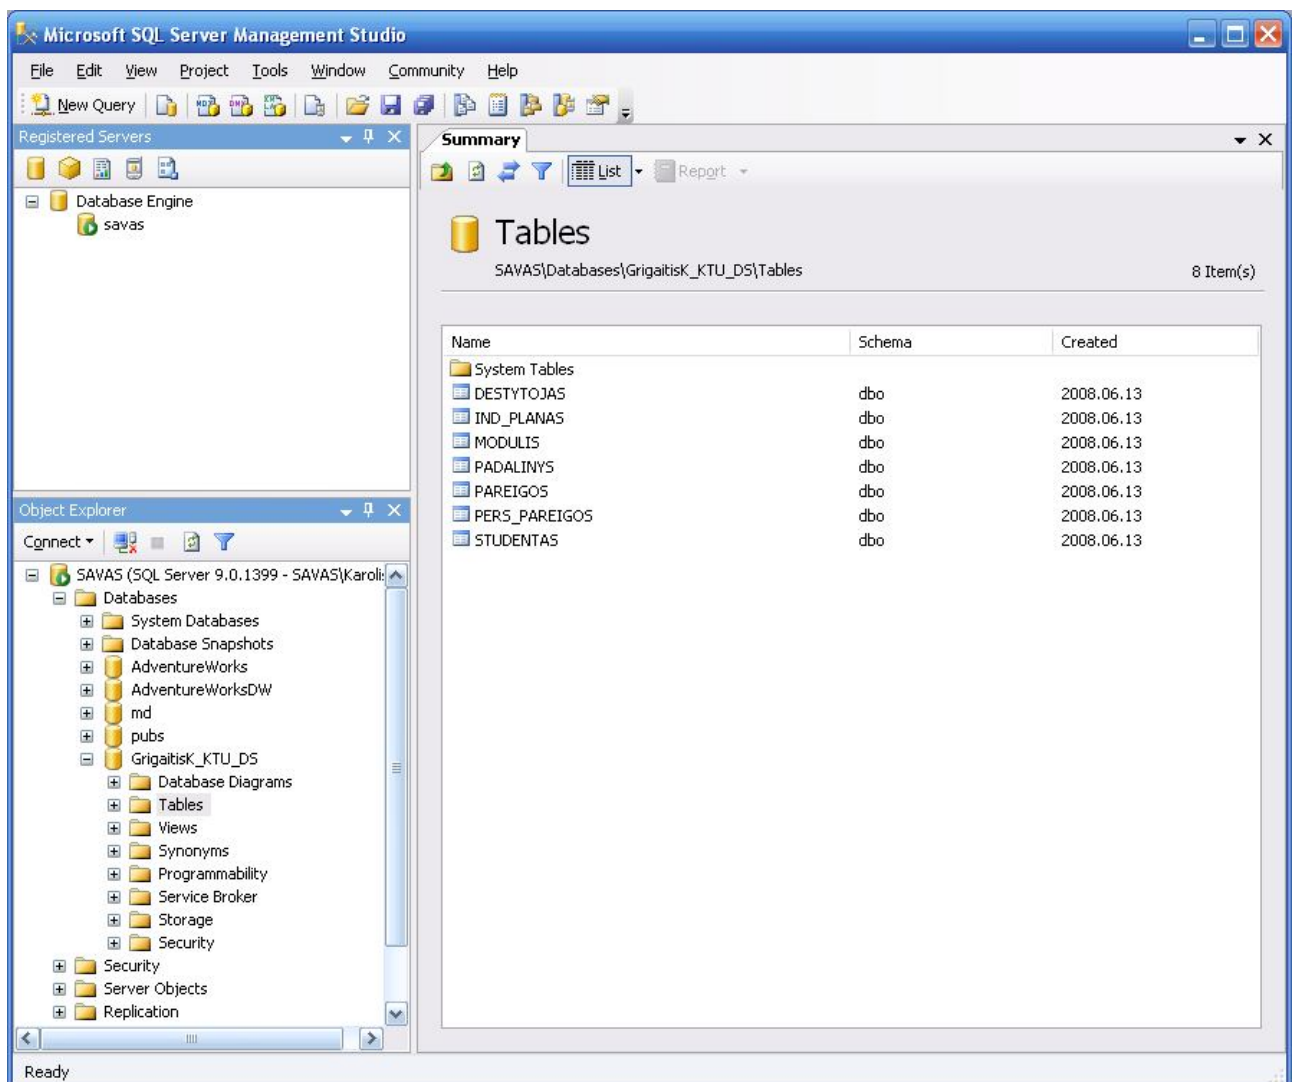 Microsoft SQL Server Management Studio
File Edit View Project Tools Window Community Help
New Query
Registered Servers
Database Engine
savas
Object Explorer
Connect
SAVAS (SQL Server 9.0.1399 - SAVAS\Karoli
Databases
System Databases
Database Snapshots
AdventureWorks
AdventureWorksDW
md
pubs
GrigaitisK_KTU_DS
Database Diagrams
Tables
Views
Synonyms
Programmability
Service Broker
Storage
Security
Security
Server Objects
Replication
Summary
List Report
Tables
SAVAS\Databases\GrigaitisK_KTU_DS\Tables 8 Item(s)
Name Schema Created
System Tables
DESTYTOJAS dbo 2008.06.13
IND_PLANAS dbo 2008.06.13
MODULIS dbo 2008.06.13
PADALINYS dbo 2008.06.13
PAREIGOS dbo 2008.06.13
PERS_PAREIGOS dbo 2008.06.13
STUDENTAS dbo 2008.06.13
Ready